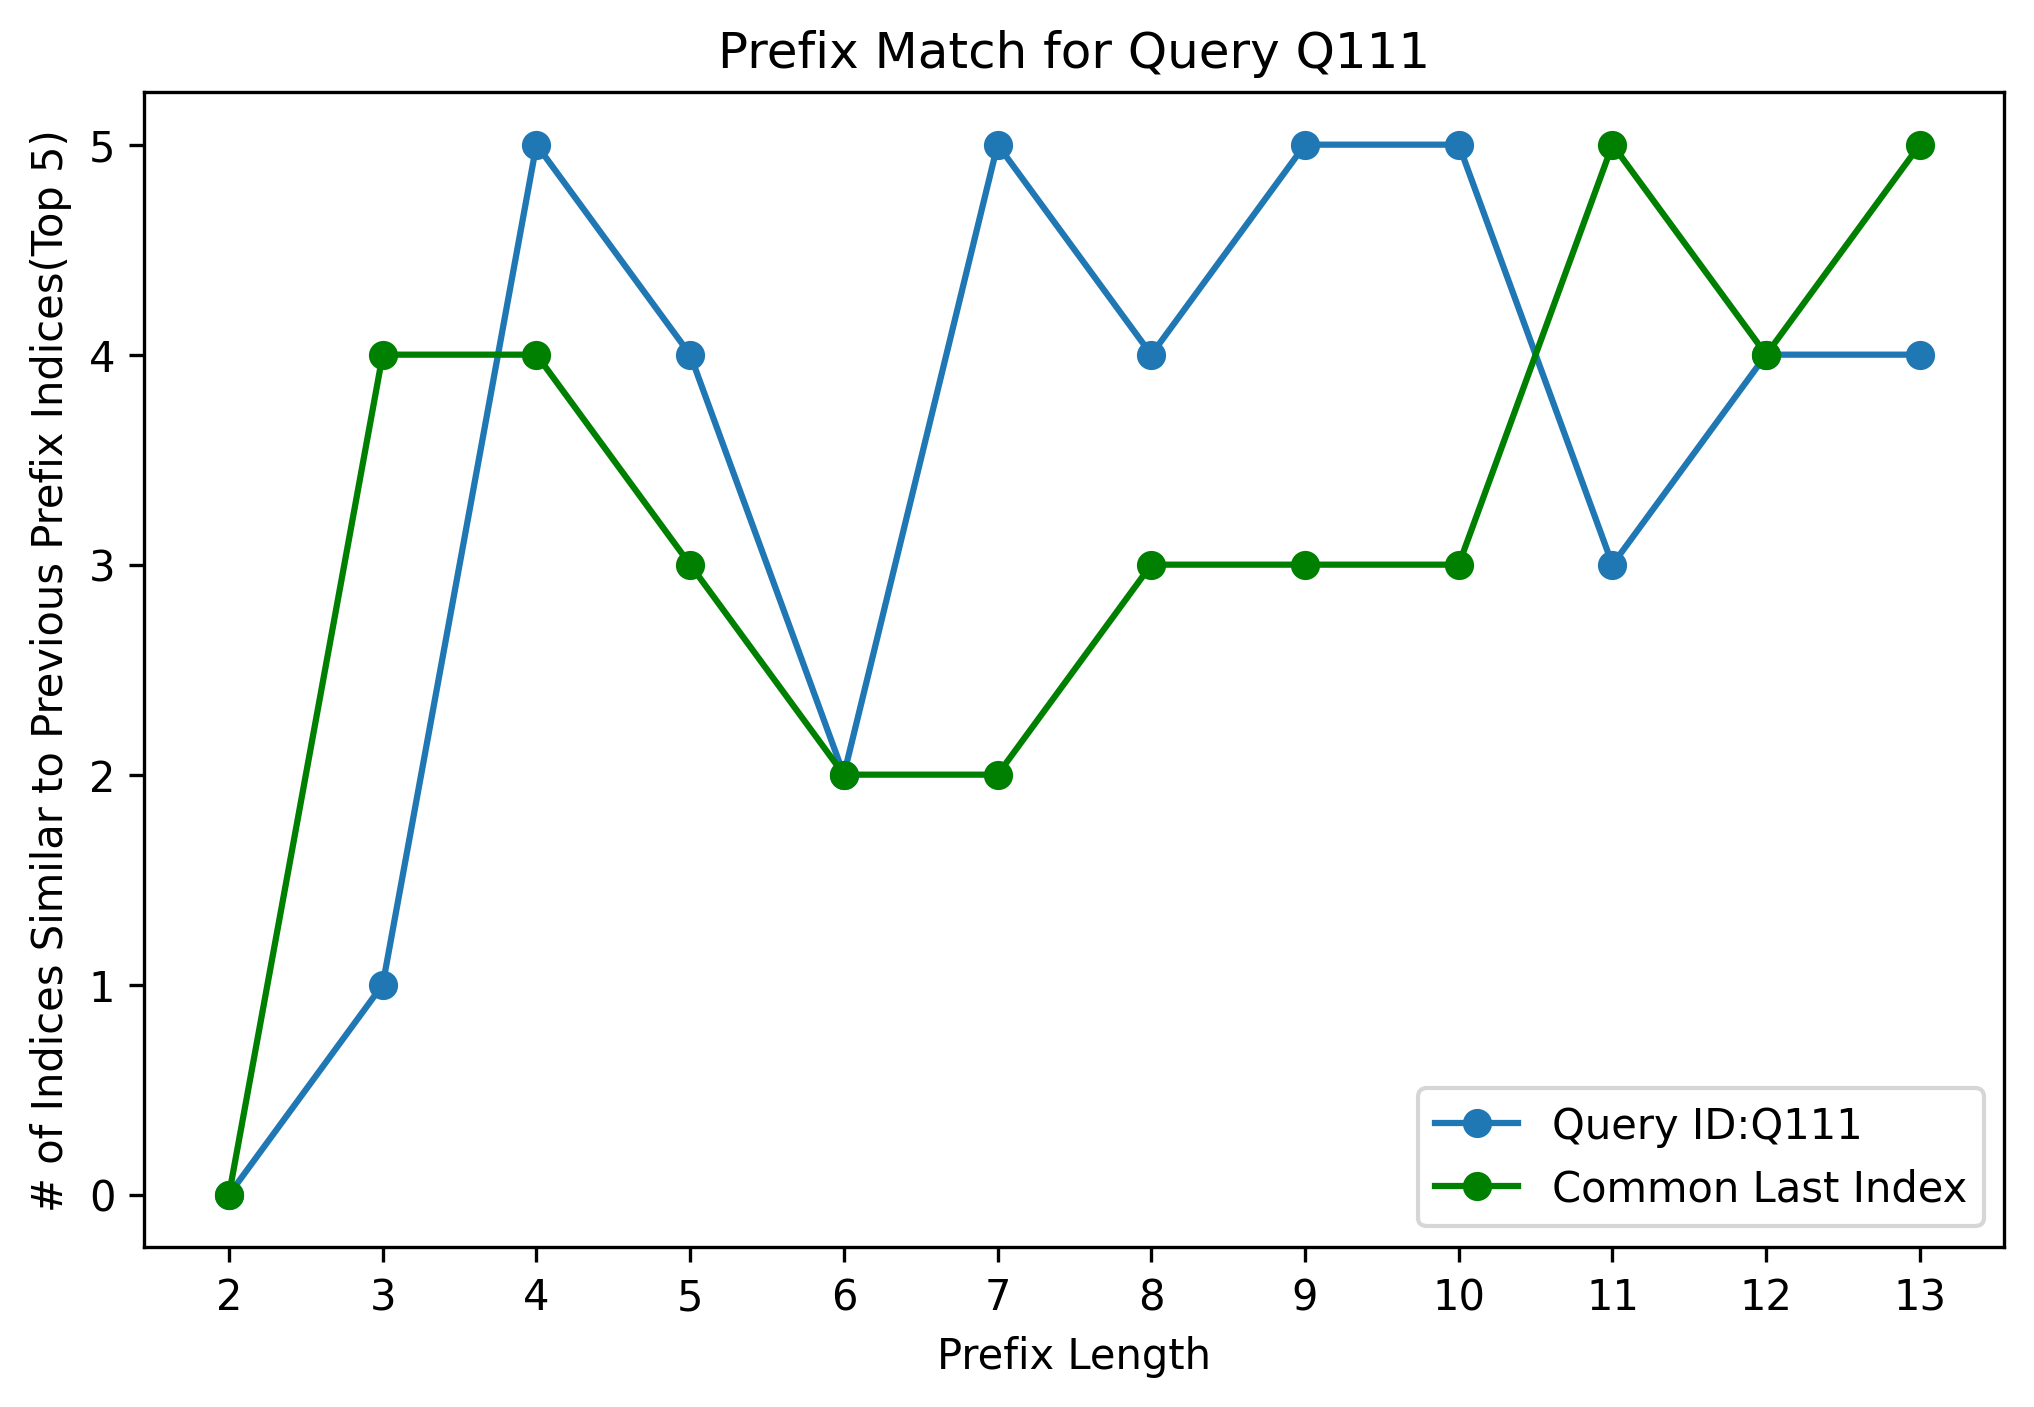 Prefix Match for Query Q111
# of Indices Similar to Previous Prefix Indices(Top 5)
5
4
3
2
1
0
Query ID:Q111
Common Last Index
2 3 4 5 6 7 8 9 10 11 12 13
Prefix Length